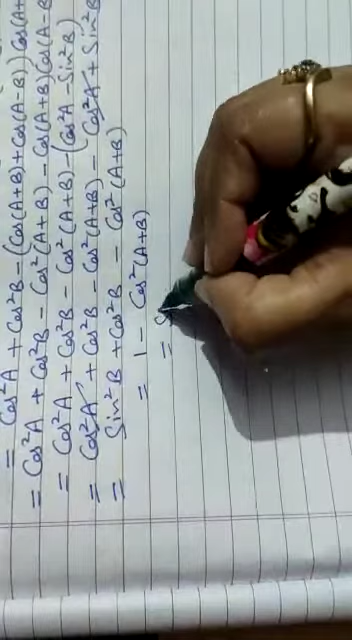 = Cos²A + Cos²B - (Cos(A+B) + Cos(A-B)) Cos(A+
= Cos²A + Cos²B - Cos²(A+B) - Cos(A+B) Cos(A-B
= Cos²A + Cos²B - Cos²(A+B) - (Cos²A - Sin²B)
= Cos²A + Cos²B - Cos²(A+B) - Cos²A + Sin²B
= Sin²B + Cos²B - Cos²(A+B)
= 1 - Cos²(A+B)
= S